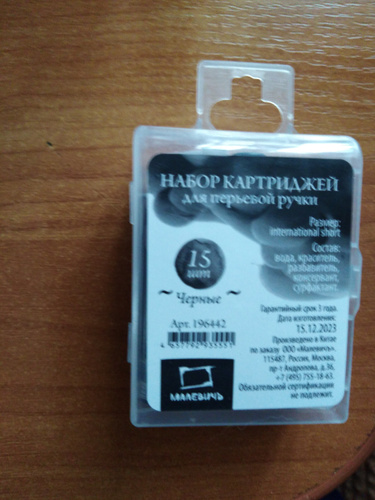 НАБОР КАРТРИДЖЕЙ
для перьевой ручки
Размер:
international short
Состав:
вода, краситель,
разбавитель,
консервант,
сурфактант.
15
шт
~ Черные ~
Арт. 196442
Гарантийный срок 3 года.
Дата изготовления:
15.12.2023
Произведено в Китае
по заказу ООО «Малевичъ».
115487, Россия, Москва,
пр-т Андропова, д.36,
+7 (495) 755-18-63.
Обязательной сертификации
не подлежит.
МАЛЕВИЧЪ